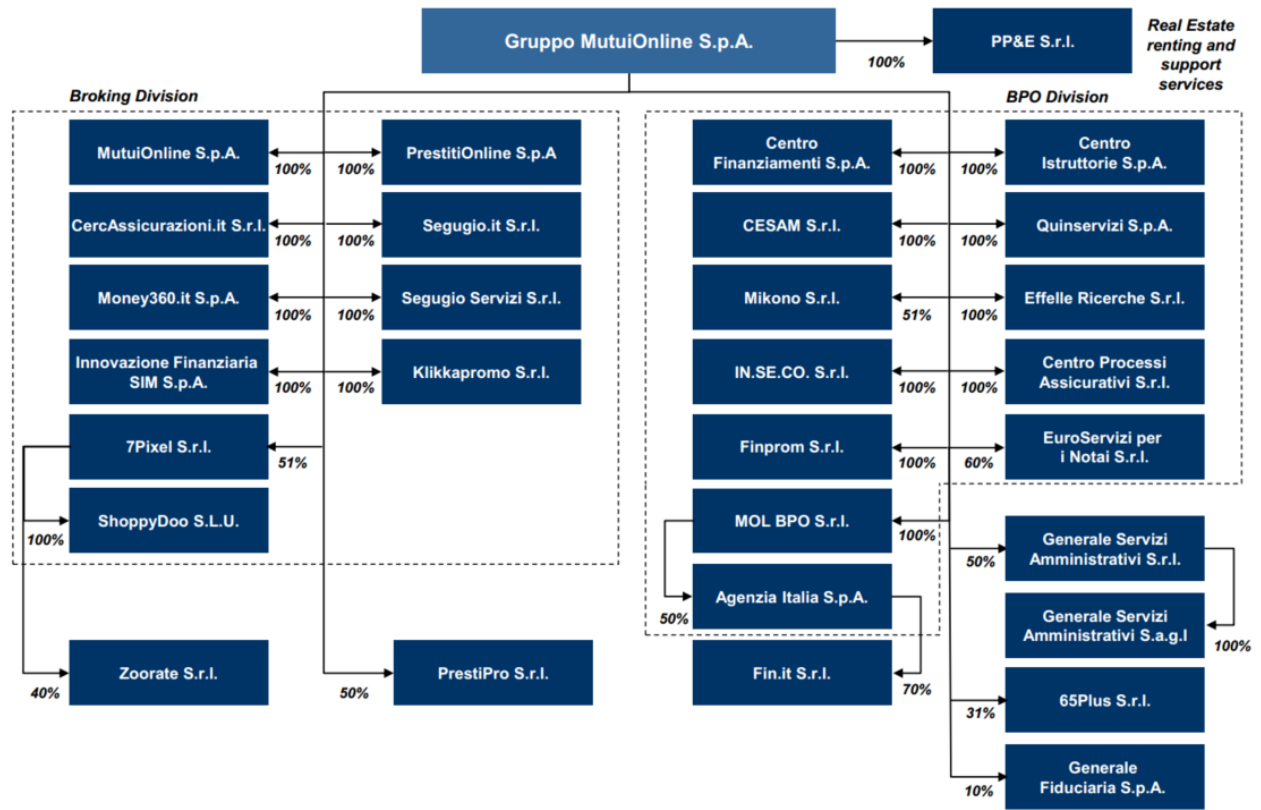 Gruppo MutuiOnline S.p.A.
100%
PP&E S.r.l.
Real Estate
renting and
support
services
Broking Division
MutuiOnline S.p.A.
100%
100%
PrestitiOnline S.p.A
CercAssicurazioni.it S.r.l.
100%
100%
Segugio.it S.r.l.
Money360.it S.p.A.
100%
100%
Segugio Servizi S.r.l.
Innovazione Finanziaria
SIM S.p.A.
100%
100%
Klikkapromo S.r.l.
7Pixel S.r.l.
51%
ShoppyDoo S.L.U.
100%
Zoorate S.r.l.
40%
50%
PrestiPro S.r.l.
BPO Division
Centro
Finanziamenti S.p.A.
100%
100%
Centro
Istruttorie S.p.A.
CESAM S.r.l.
100%
100%
Quinservizi S.p.A.
Mikono S.r.l.
51%
100%
Effelle Ricerche S.r.l.
IN.SE.CO. S.r.l.
100%
100%
Centro Processi
Assicurativi S.r.l.
Finprom S.r.l.
100%
60%
EuroServizi per
i Notai S.r.l.
MOL BPO S.r.l.
100%
50%
Agenzia Italia S.p.A.
Fin.it S.r.l.
70%
50%
Generale Servizi
Amministrativi S.r.l.
Generale Servizi
Amministrativi S.a.g.l
100%
31%
65Plus S.r.l.
10%
Generale
Fiduciaria S.p.A.